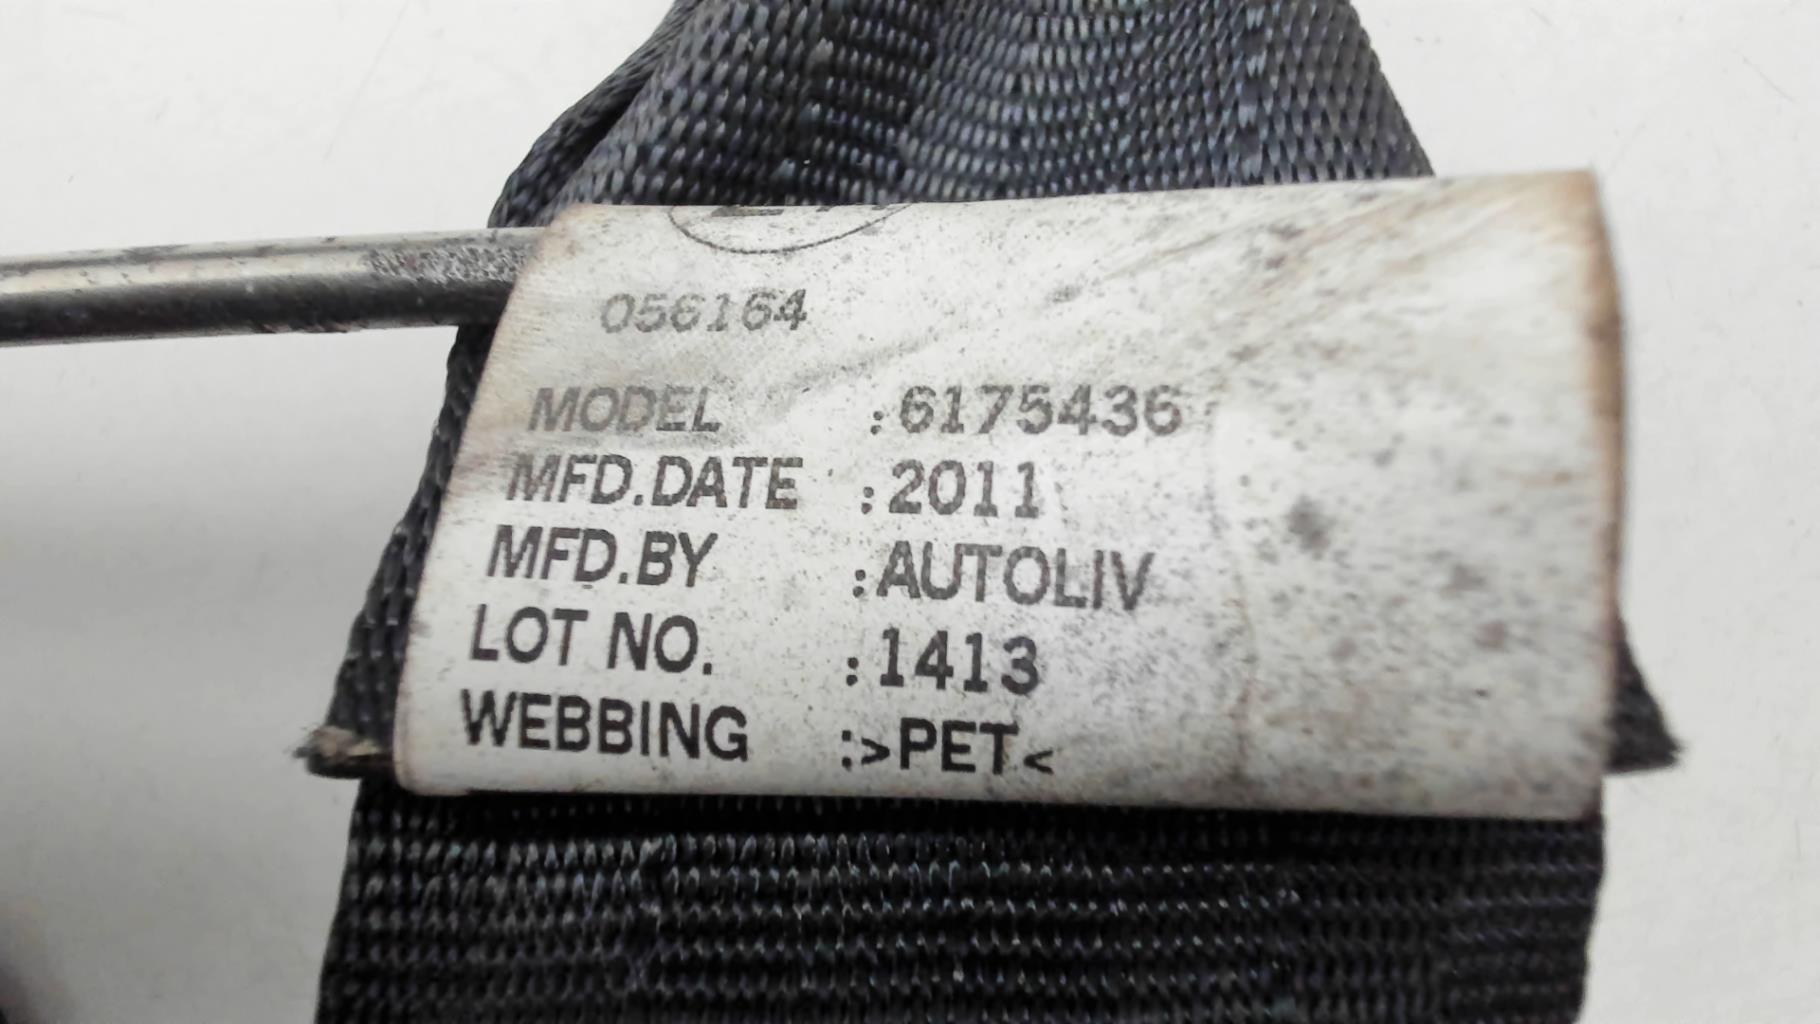 056164
MODEL :6175436
MFD.DATE :2011
MFD.BY :AUTOLIV
LOT NO. :1413
WEBBING :>PET<